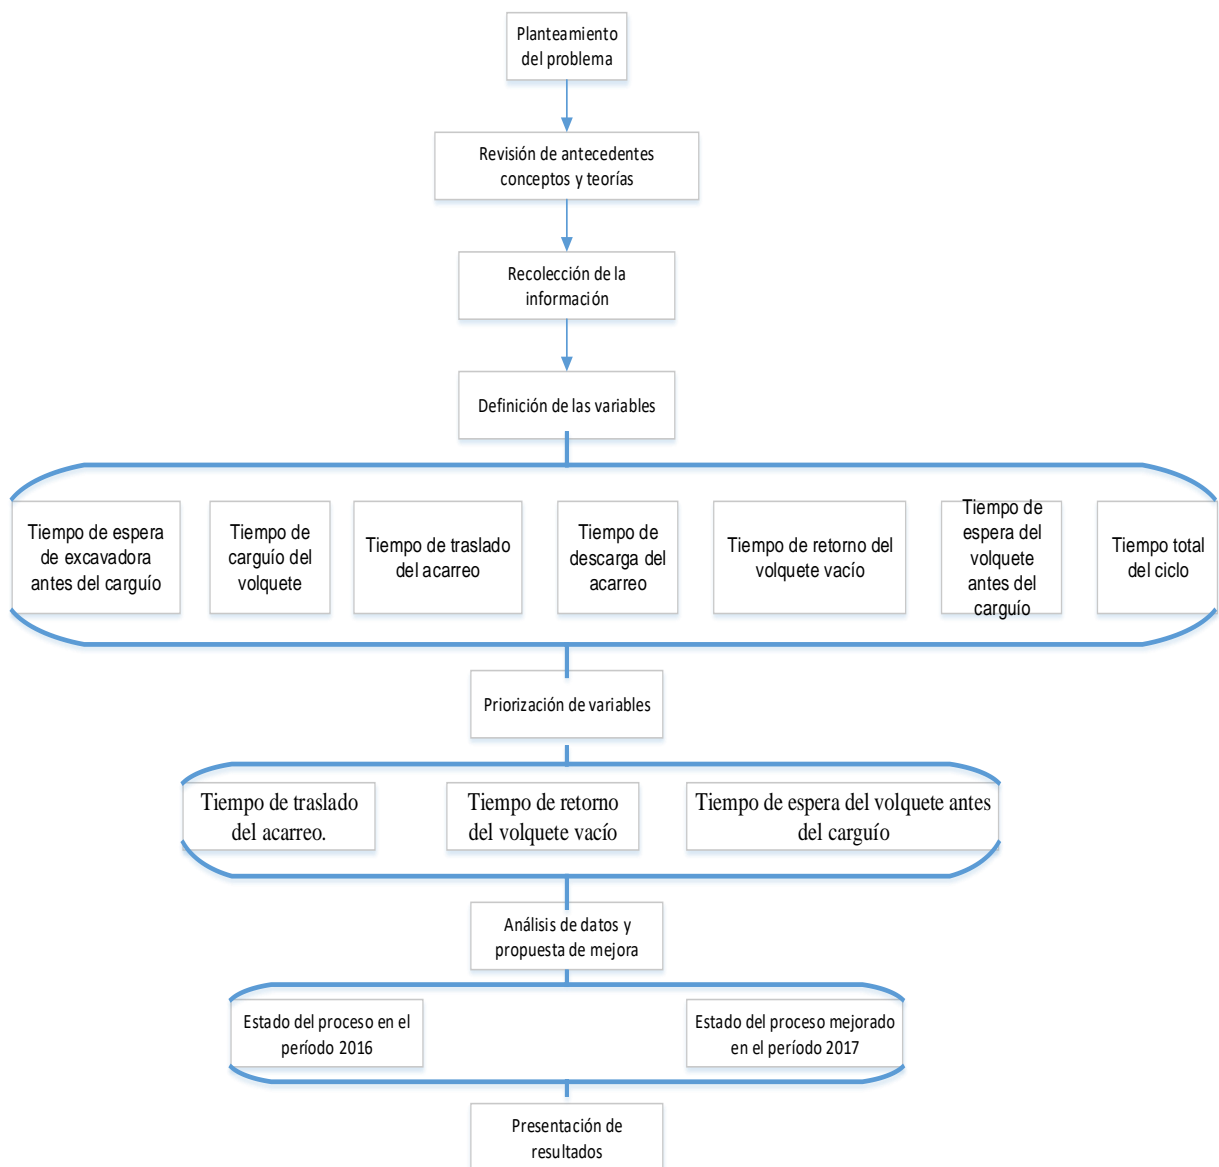 Planteamiento
del problema
Revisión de antecedentes
conceptos y teorías
Recolección de la
información
Definición de las variables
Tiempo de espera
de excavadora
antes del carguío
Tiempo de
carguío del
volquete
Tiempo de traslado
del acarreo
Tiempo de
descarga del
acarreo
Tiempo de retorno del
volquete vacío
Tiempo de
espera del
volquete
antes del
carguío
Tiempo total
del ciclo
Priorización de variables
Tiempo de traslado
del acarreo.
Tiempo de retorno
del volquete vacío
Tiempo de espera del volquete antes
del carguío
Análisis de datos y
propuesta de mejora
Estado del proceso en el
período 2016
Estado del proceso mejorado
en el período 2017
Presentación de
resultados